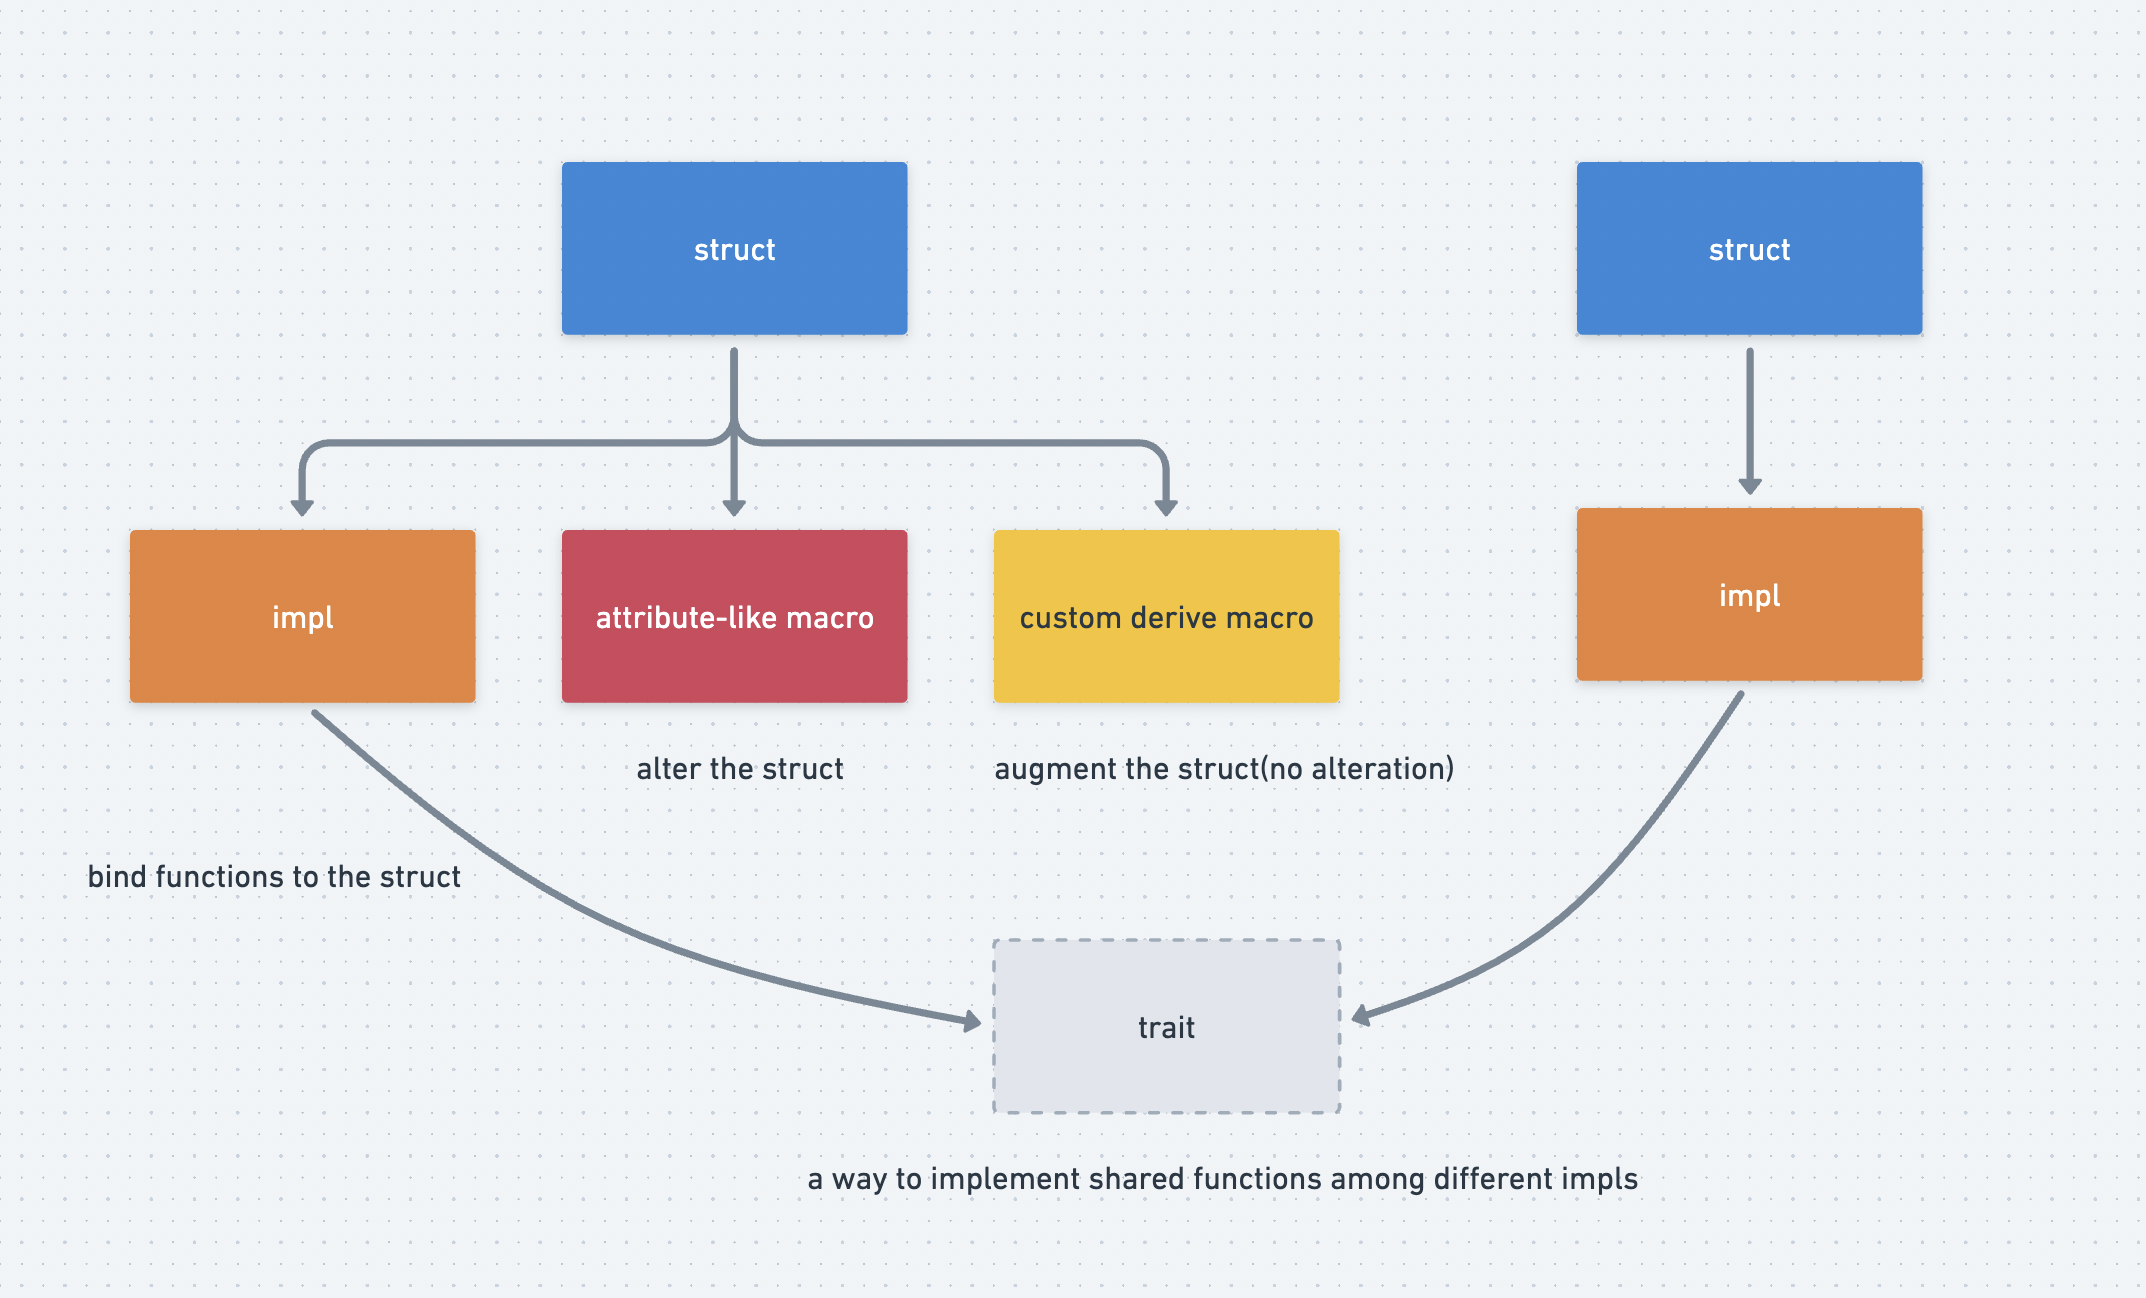 struct
struct
impl
attribute-like macro
custom derive macro
impl
alter the struct
augment the struct(no alteration)
bind functions to the struct
trait
a way to implement shared functions among different impls